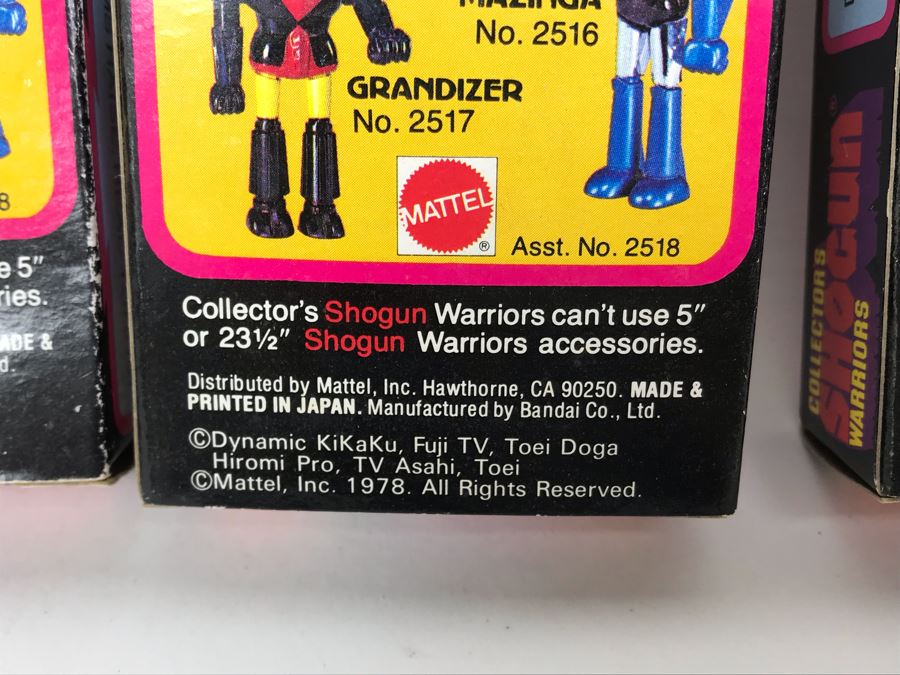 MAZINGA
No. 2516
GRANDIZER
No. 2517
MATTEL
®
Asst. No. 2518
Collector's Shogun Warriors can't use 5"
or 23½" Shogun Warriors accessories.
Distributed by Mattel, Inc. Hawthorne, CA 90250. MADE &
PRINTED IN JAPAN. Manufactured by Bandai Co., Ltd.
©Dynamic KiKaKu, Fuji TV, Toei Doga
Hiromi Pro, TV Asahi, Toei
©Mattel, Inc. 1978. All Rights Reserved.
8
5"
ries.
ADE &
d.
COLLECTORS
SHOGUN®
WARRIORS